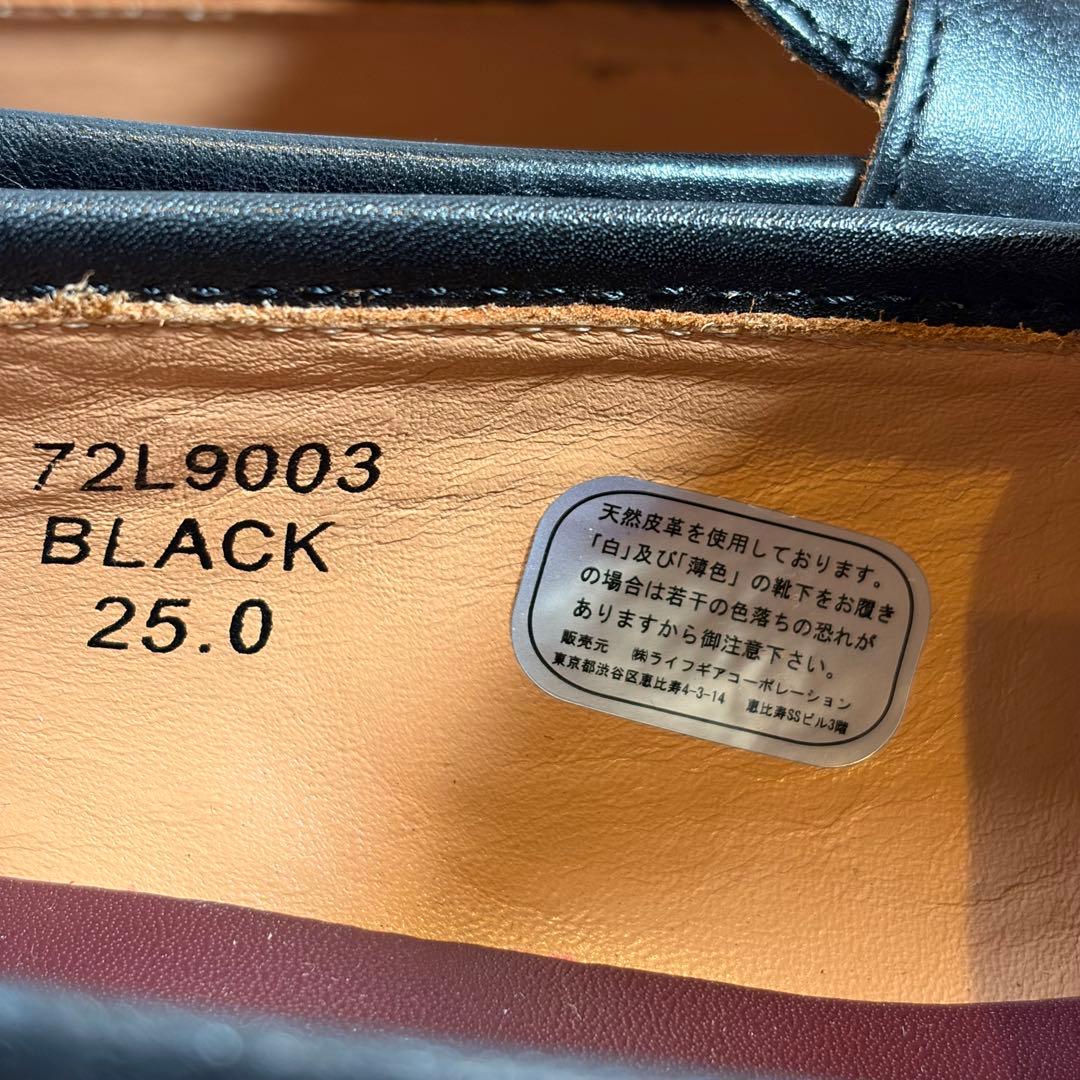 72L9003
BLACK
25.0
天然皮革を使用しております。
「白」及び「薄色」の靴下をお履き
の場合は若干の色落ちの恐れが
ありますから御注意下さい。
販売元 ㈱ライフギアコーポレーション
東京都渋谷区恵比寿4-3-14 恵比寿SSビル3階